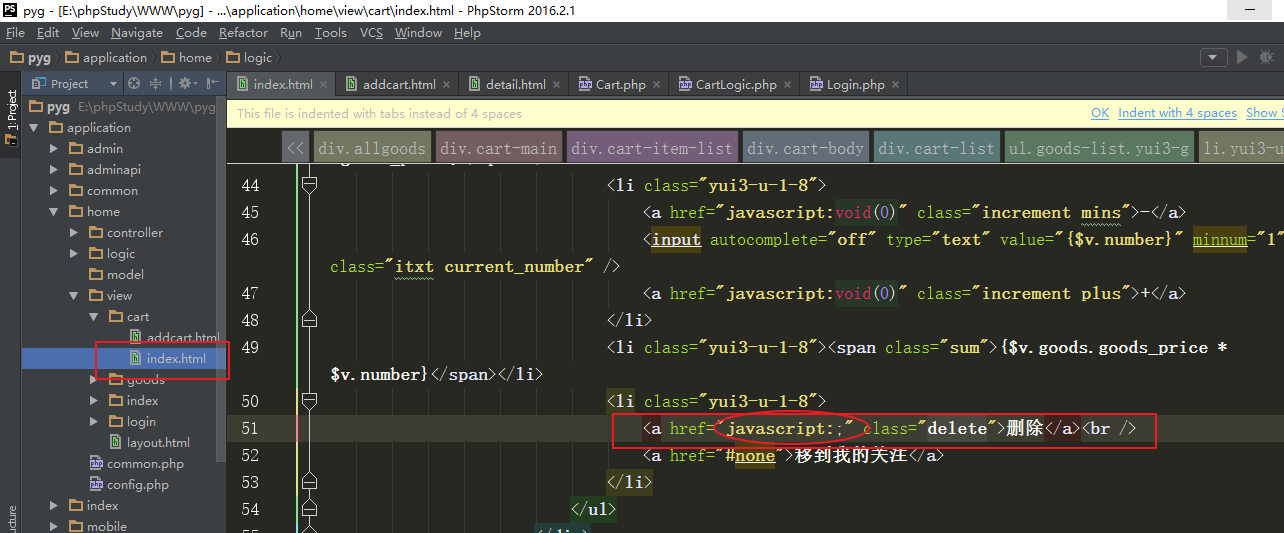 pyg - [E:\phpStudy\WWW\pyg] - ...\application\home\view\cart\index.html - PhpStorm 2016.2.1
File Edit View Navigate Code Refactor Run Tools VCS Window Help
pyg application home logic
Project
index.html addcart.html detail.html Cart.php CartLogic.php Login.php
1: Project
pyg E:\phpStudy\WWW\pyg
application
admin
adminapi
common
home
controller
logic
model
view
cart
addcart.html
index.html
goods
index
login
layout.html
common.php
config.php
index
mobile
This file is indented with tabs instead of 4 spaces OK Indent with 4 spaces Show
<< div.allgoods div.cart-main div.cart-item-list div.cart-body div.cart-list ul.goods-list.yui3-g li.yui3-u
44 <li class="yui3-u-1-8">
45 <a href="javascript:void(0)" class="increment mins">-</a>
46 <input autocomplete="off" type="text" value="{$v.number}" minnum="1"
class="itxt current_number" />
47 <a href="javascript:void(0)" class="increment plus">+</a>
48 </li>
49 <li class="yui3-u-1-8"><span class="sum">{$v.goods.goods_price *
$v.number}</span></li>
50 <li class="yui3-u-1-8">
51 <a href="javascript:;" class="delete">删除</a><br />
52 <a href="#none">移到我的关注</a>
53 </li>
54 </ul>